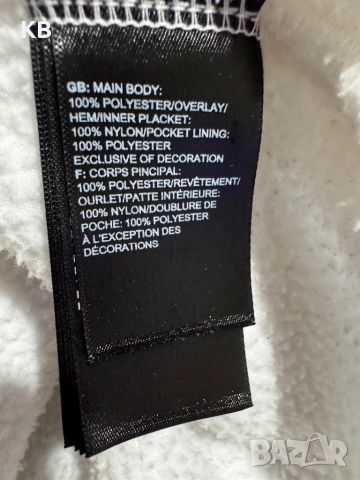 KB
GB: MAIN BODY:
100% POLYESTER/OVERLAY/
HEM/INNER PLACKET:
100% NYLON/POCKET LINING:
100% POLYESTER
EXCLUSIVE OF DECORATION
F: CORPS PINCIPAL:
100% POLYESTER/REVÊTEMENT/
OURLET/PATTE INTÉRIEURE:
100% NYLON/DOUBLURE DE
POCHE: 100% POLYESTER
À L'EXCEPTION DES
DÉCORATIONS
BAZAR